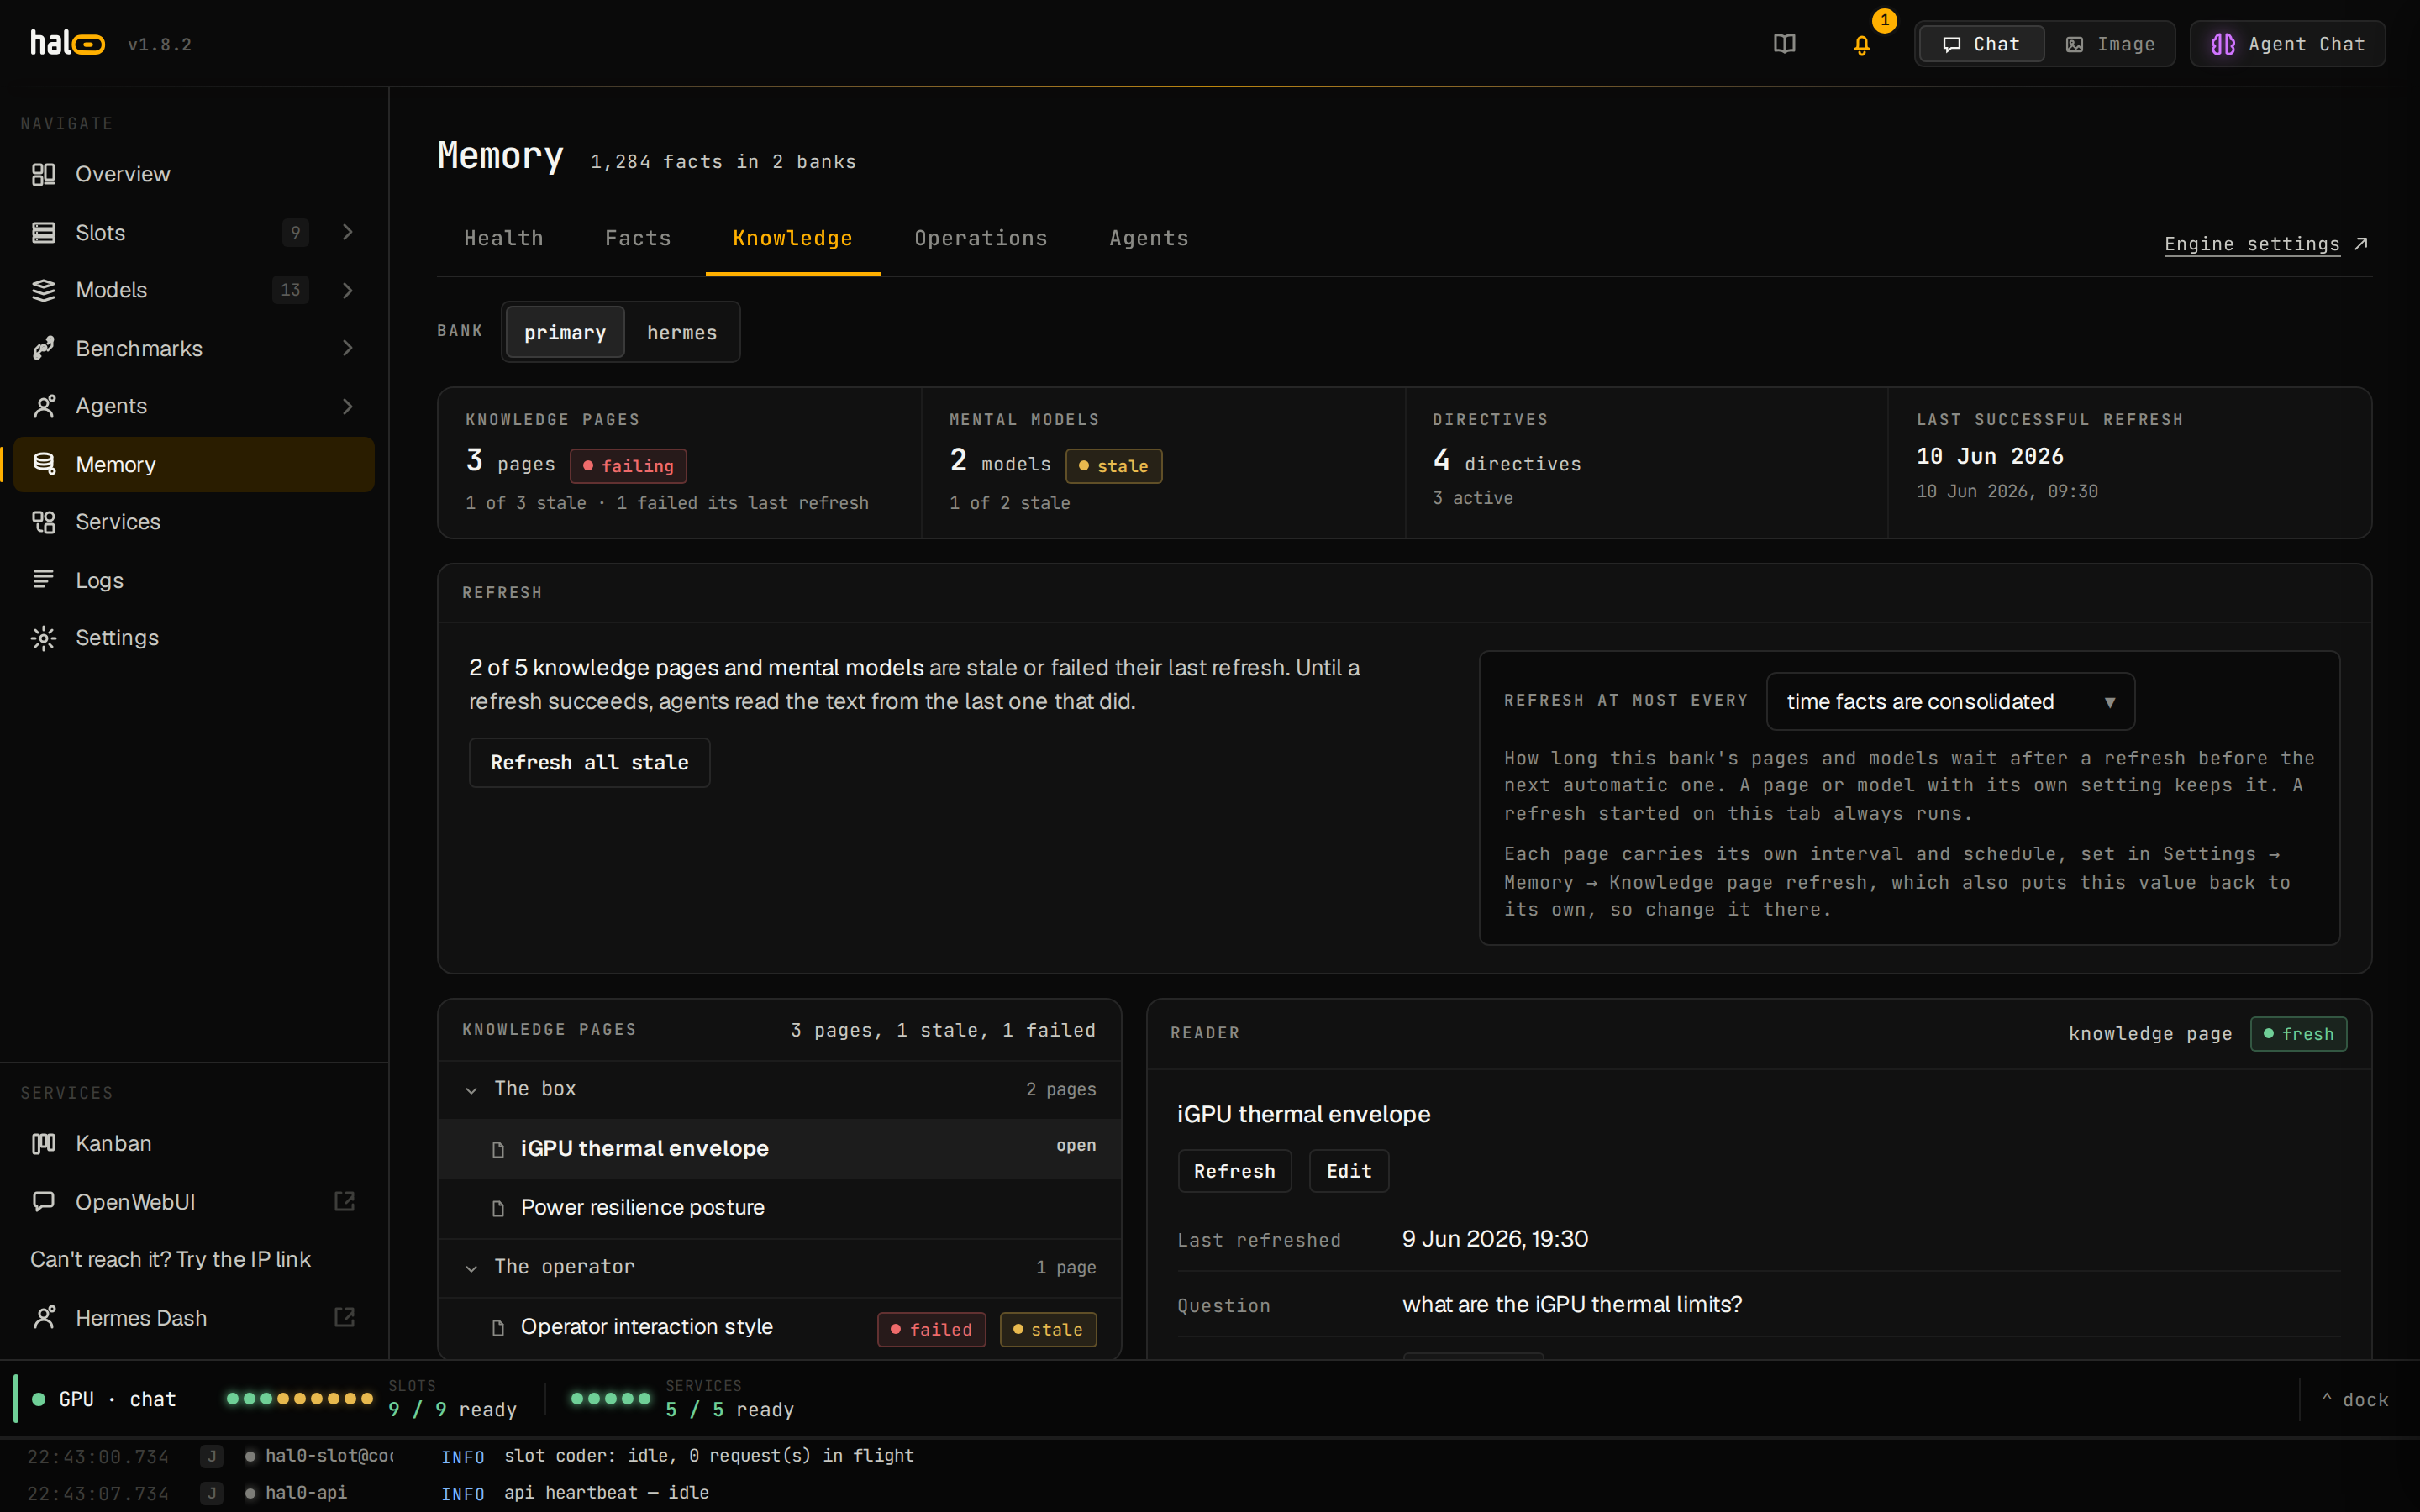 halo v1.8.2
1
Chat Image Agent Chat
NAVIGATE
Overview
Slots 9
Models 13
Benchmarks
Agents
Memory
Services
Logs
Settings
SERVICES
Kanban
OpenWebUI
Can't reach it? Try the IP link
Hermes Dash
Memory 1,284 facts in 2 banks
Health Facts Knowledge Operations Agents
Engine settings ↗
BANK primary hermes
KNOWLEDGE PAGES
3 pages failing
1 of 3 stale · 1 failed its last refresh
MENTAL MODELS
2 models stale
1 of 2 stale
DIRECTIVES
4 directives
3 active
LAST SUCCESSFUL REFRESH
10 Jun 2026
10 Jun 2026, 09:30
REFRESH
2 of 5 knowledge pages and mental models are stale or failed their last refresh. Until a
refresh succeeds, agents read the text from the last one that did.
Refresh all stale
REFRESH AT MOST EVERY time facts are consolidated
How long this bank's pages and models wait after a refresh before the
next automatic one. A page or model with its own setting keeps it. A
refresh started on this tab always runs.
Each page carries its own interval and schedule, set in Settings →
Memory → Knowledge page refresh, which also puts this value back to
its own, so change it there.
KNOWLEDGE PAGES 3 pages, 1 stale, 1 failed
The box 2 pages
iGPU thermal envelope open
Power resilience posture
The operator 1 page
Operator interaction style failed stale
READER knowledge page fresh
iGPU thermal envelope
Refresh Edit
Last refreshed 9 Jun 2026, 19:30
Question what are the iGPU thermal limits?
GPU · chat
SLOTS
9 / 9 ready
SERVICES
5 / 5 ready
^ dock
22:43:00.734 J hal0-slot@co INFO slot coder: idle, 0 request(s) in flight
22:43:07.734 J hal0-api INFO api heartbeat — idle